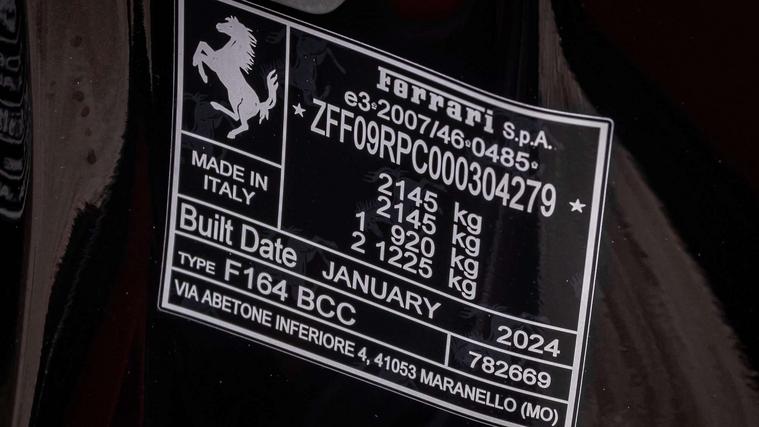 Ferrari S.p.A.
e3*2007/46*0485*
★ ZFF09RPC000304279 ★
MADE IN
ITALY
2145 kg
2145 kg
1 920 kg
2 1225 kg
Built Date JANUARY 2024
TYPE F164 BCC 782669
VIA ABETONE INFERIORE 4, 41053 MARANELLO (MO)